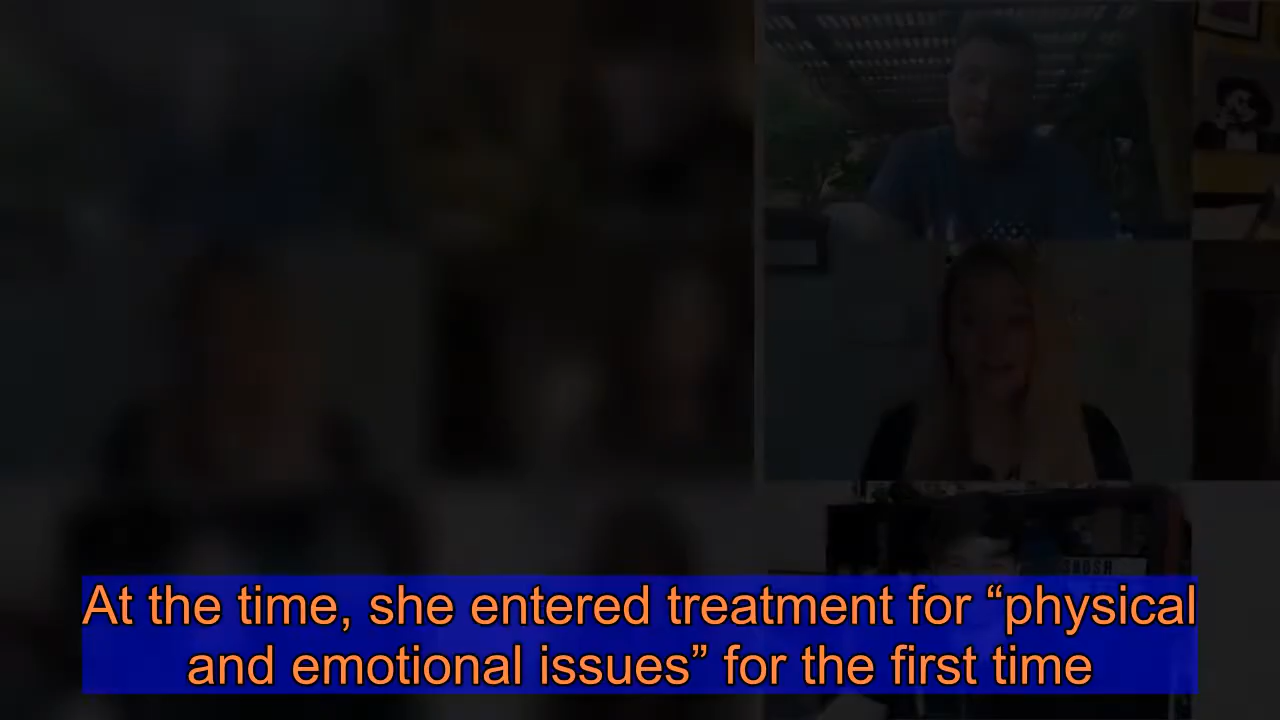 At the time, she entered treatment for “physical
and emotional issues” for the first time